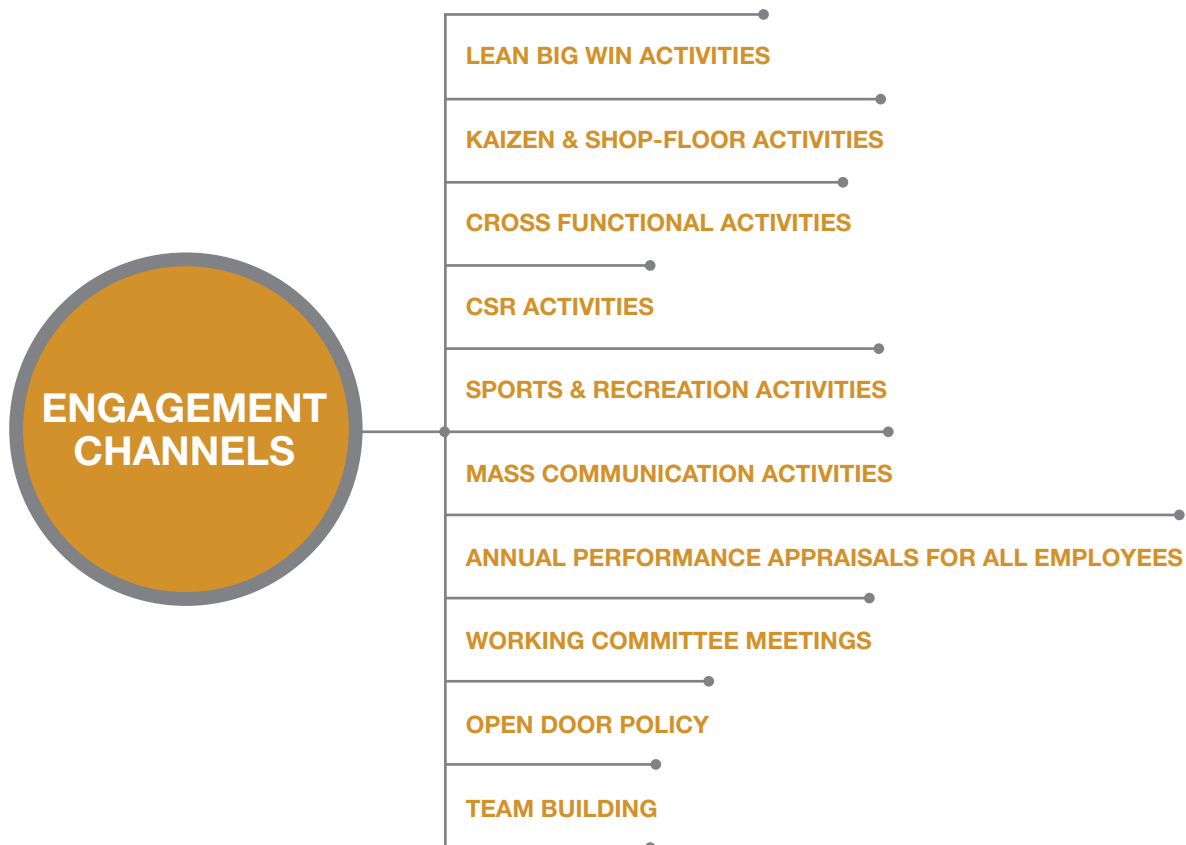 LEAN BIG WIN ACTIVITIES
KAIZEN & SHOP-FLOOR ACTIVITIES
CROSS FUNCTIONAL ACTIVITIES
CSR ACTIVITIES
SPORTS & RECREATION ACTIVITIES
ENGAGEMENT
CHANNELS
MASS COMMUNICATION ACTIVITIES
ANNUAL PERFORMANCE APPRAISALS FOR ALL EMPLOYEES
WORKING COMMITTEE MEETINGS
OPEN DOOR POLICY
TEAM BUILDING